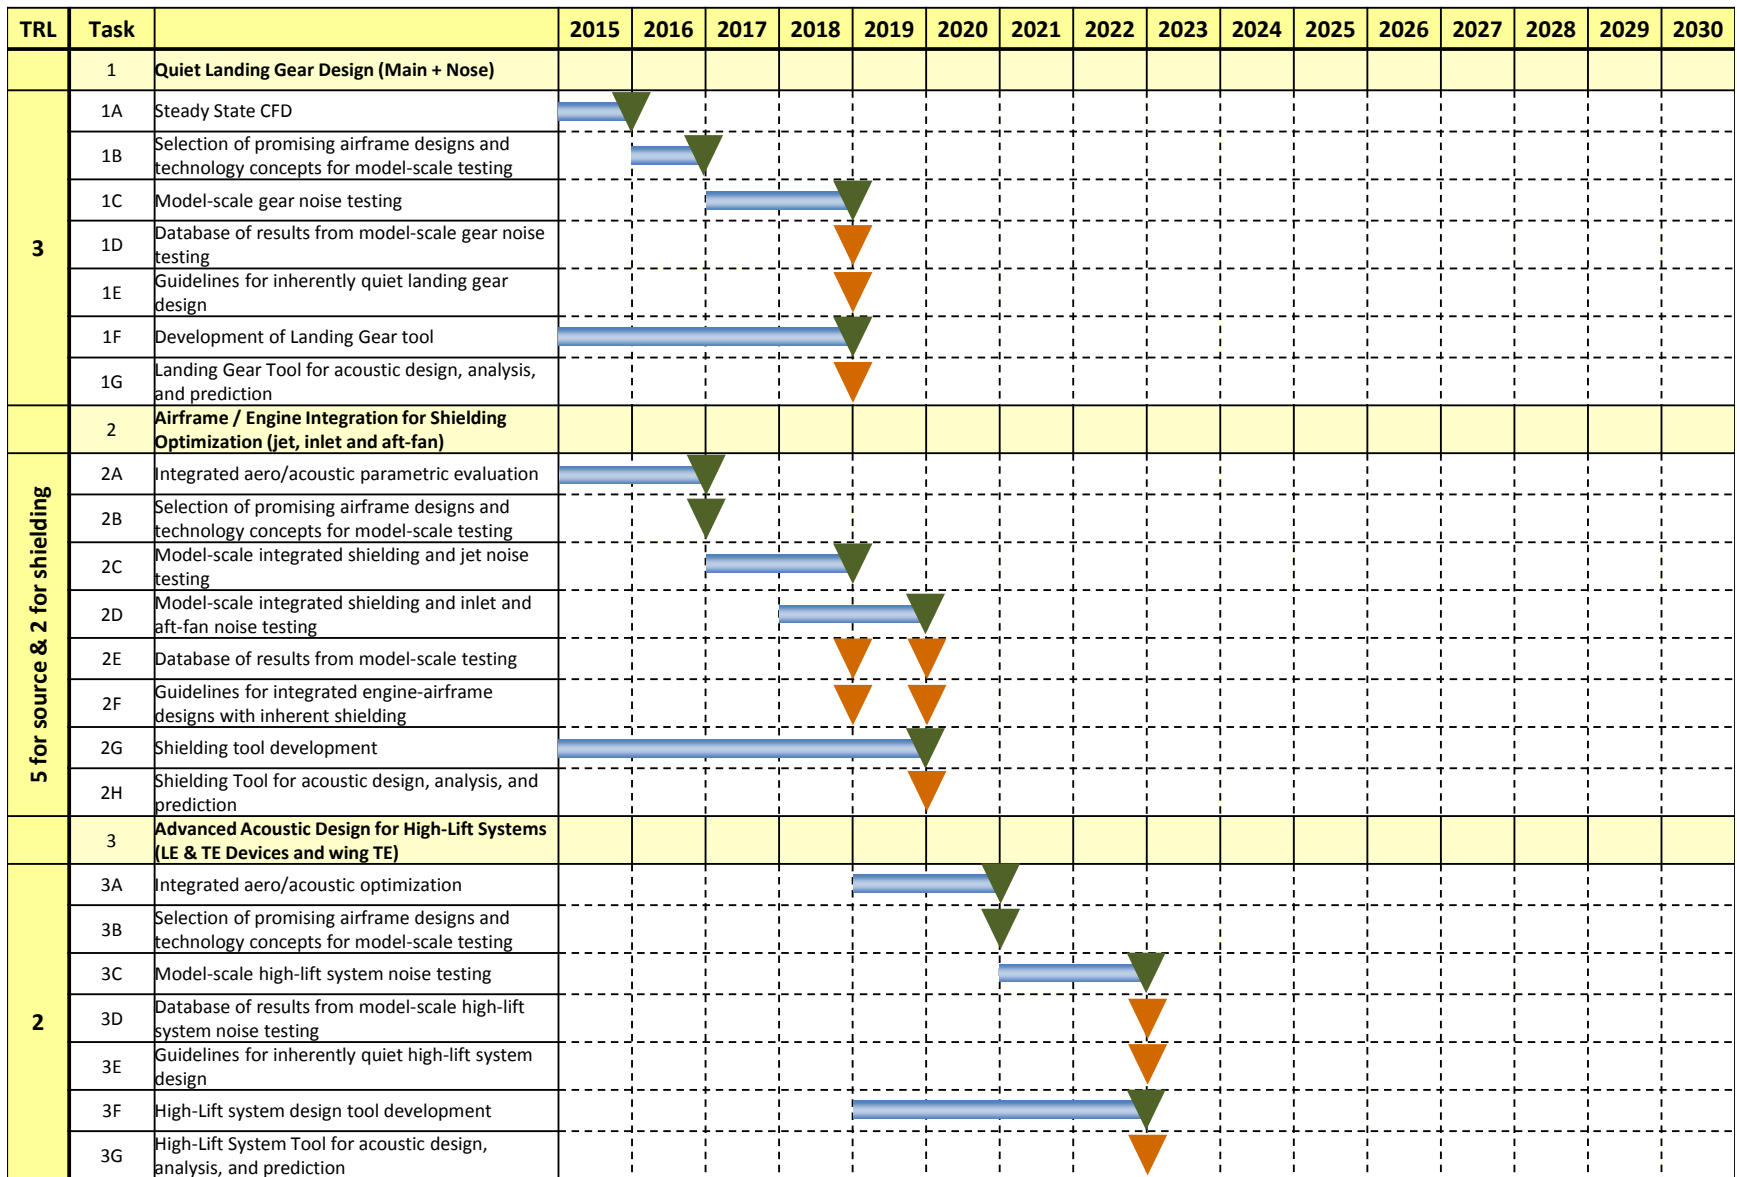 TRL Task 2015 2016 2017 2018 2019 2020 2021 2022 2023 2024 2025 2026 2027 2028 2029 2030
1 Quiet Landing Gear Design (Main + Nose)
3
1A Steady State CFD
1B Selection of promising airframe designs and
technology concepts for model-scale testing
1C Model-scale gear noise testing
1D Database of results from model-scale gear noise
testing
1E Guidelines for inherently quiet landing gear
design
1F Development of Landing Gear tool
1G Landing Gear Tool for acoustic design, analysis,
and prediction
2 Airframe / Engine Integration for Shielding
Optimization (jet, inlet and aft-fan)
5 for source & 2 for shielding
2A Integrated aero/acoustic parametric evaluation
2B Selection of promising airframe designs and
technology concepts for model-scale testing
2C Model-scale integrated shielding and jet noise
testing
2D Model-scale integrated shielding and inlet and
aft-fan noise testing
2E Database of results from model-scale testing
2F Guidelines for integrated engine-airframe
designs with inherent shielding
2G Shielding tool development
2H Shielding Tool for acoustic design, analysis, and
prediction
3 Advanced Acoustic Design for High-Lift Systems
(LE & TE Devices and wing TE)
2
3A Integrated aero/acoustic optimization
3B Selection of promising airframe designs and
technology concepts for model-scale testing
3C Model-scale high-lift system noise testing
3D Database of results from model-scale high-lift
system noise testing
3E Guidelines for inherently quiet high-lift system
design
3F High-Lift system design tool development
3G High-Lift System Tool for acoustic design,
analysis, and prediction